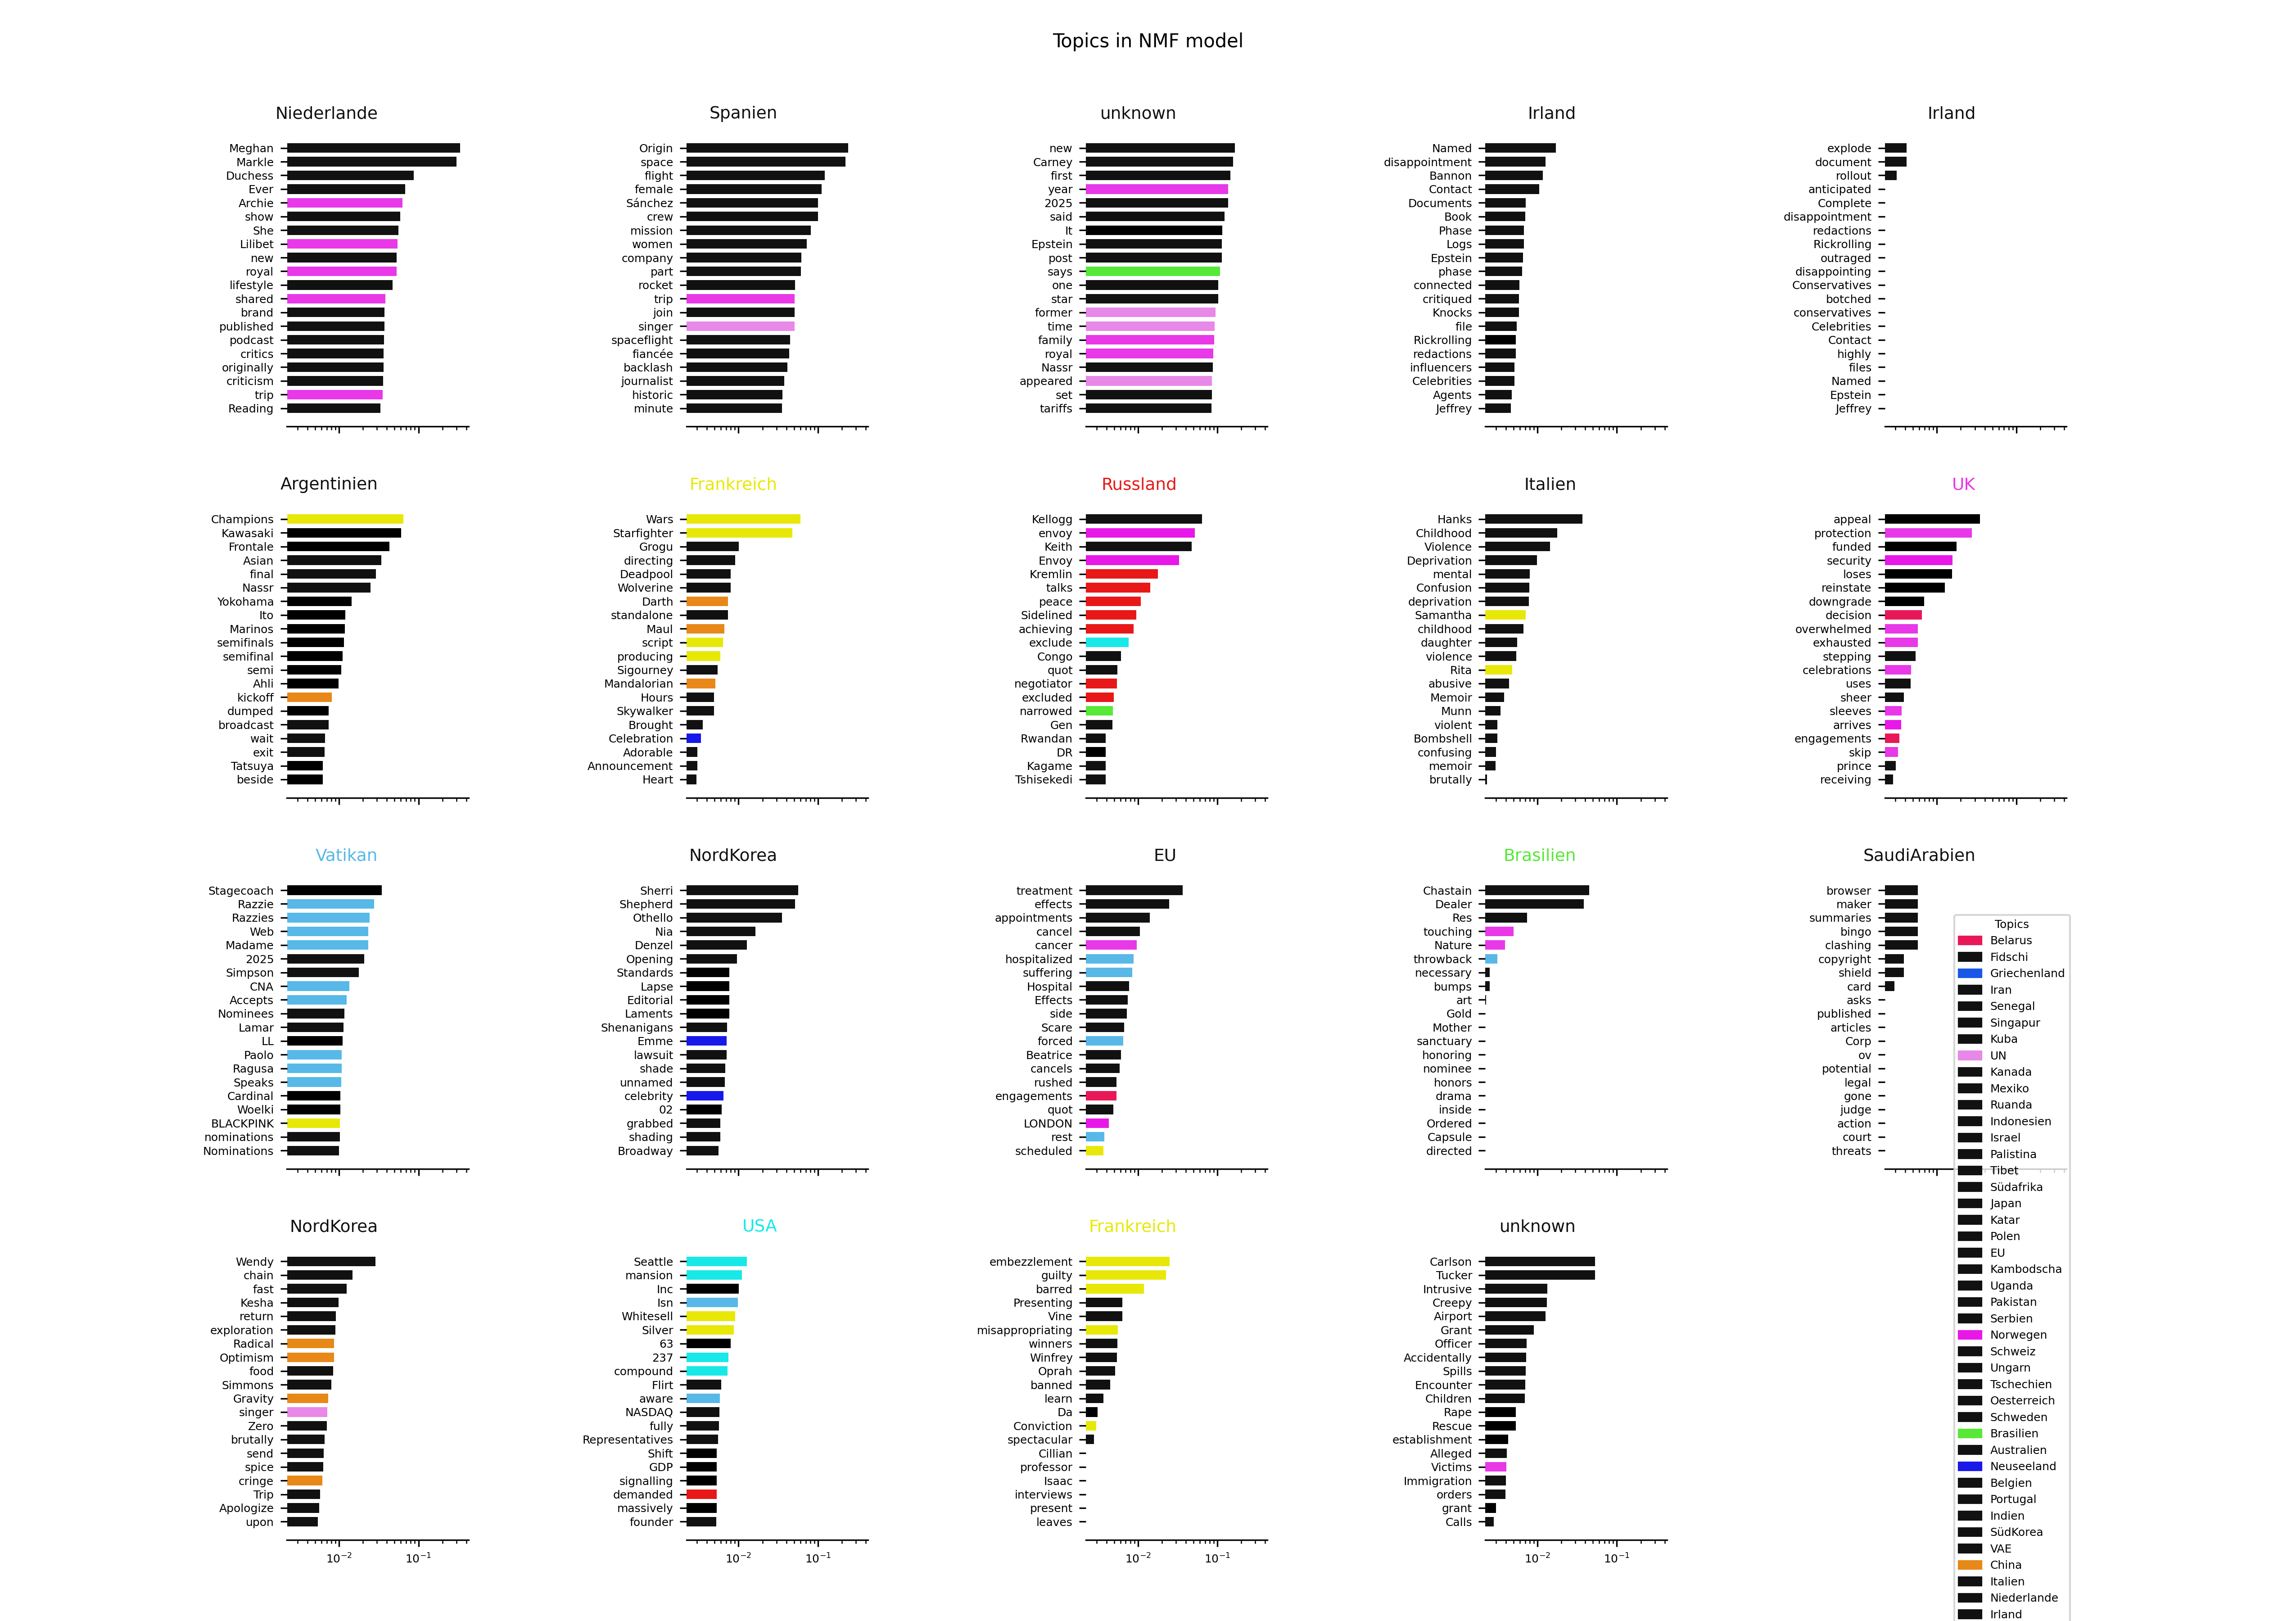 Topics in NMF model
Niederlande
Meghan
Markle
Duchess
Ever
Archie
show
She
Lilibet
new
royal
lifestyle
shared
brand
published
podcast
critics
originally
criticism
trip
Reading
Spanien
Origin
space
flight
female
Sánchez
crew
mission
women
company
part
rocket
trip
join
singer
spaceflight
fiancée
backlash
journalist
historic
minute
unknown
new
Carney
first
year
2025
said
It
Epstein
post
says
one
star
former
time
family
royal
Nassr
appeared
set
tariffs
Irland
Named
disappointment
Bannon
Contact
Documents
Book
Phase
Logs
Epstein
phase
connected
critiqued
Knocks
file
Rickrolling
redactions
influencers
Celebrities
Agents
Jeffrey
Irland
explode
document
rollout
anticipated
Complete
disappointment
redactions
Rickrolling
outraged
disappointing
Conservatives
botched
conservatives
Celebrities
Contact
highly
files
Named
Epstein
Jeffrey
Argentinien
Champions
Kawasaki
Frontale
Asian
final
Nassr
Yokohama
Ito
Marinos
semifinals
semifinal
semi
Ahli
kickoff
dumped
broadcast
wait
exit
Tatsuya
beside
Frankreich
Wars
Starfighter
Grogu
directing
Deadpool
Wolverine
Darth
standalone
Maul
script
producing
Sigourney
Mandalorian
Hours
Skywalker
Brought
Celebration
Adorable
Announcement
Heart
Russland
Kellogg
envoy
Keith
Envoy
Kremlin
talks
peace
Sidelined
achieving
exclude
Congo
quot
negotiator
excluded
narrowed
Gen
Rwandan
DR
Kagame
Tshisekedi
Italien
Hanks
Childhood
Violence
Deprivation
mental
Confusion
deprivation
Samantha
childhood
daughter
violence
Rita
abusive
Memoir
Munn
violent
Bombshell
confusing
memoir
brutally
UK
appeal
protection
funded
security
loses
reinstate
downgrade
decision
overwhelmed
exhausted
stepping
celebrations
uses
sheer
sleeves
arrives
engagements
skip
prince
receiving
Vatikan
Stagecoach
Razzie
Razzies
Web
Madame
2025
Simpson
CNA
Accepts
Nominees
Lamar
LL
Paolo
Ragusa
Speaks
Cardinal
Woelki
BLACKPINK
nominations
Nominations
NordKorea
Sherri
Shepherd
Othello
Nia
Denzel
Opening
Standards
Lapse
Editorial
Laments
Shenanigans
Emme
lawsuit
shade
unnamed
celebrity
02
grabbed
shading
Broadway
EU
treatment
effects
appointments
cancel
cancer
hospitalized
suffering
Hospital
Effects
side
Scare
forced
Beatrice
cancels
rushed
engagements
quot
LONDON
rest
scheduled
Brasilien
Chastain
Dealer
Res
touching
Nature
throwback
necessary
bumps
art
Gold
Mother
sanctuary
honoring
nominee
honors
drama
inside
Ordered
Capsule
directed
SaudiArabien
browser
maker
summaries
bingo
clashing
copyright
shield
card
asks
published
articles
Corp
ov
potential
legal
gone
judge
action
court
threats
NordKorea
Wendy
chain
fast
Kesha
return
exploration
Radical
Optimism
food
Simmons
Gravity
singer
Zero
brutally
send
spice
cringe
Trip
Apologize
upon
10⁻² 10⁻¹
USA
Seattle
mansion
Inc
Isn
Whitesell
Silver
63
237
compound
Flirt
aware
NASDAQ
fully
Representatives
Shift
GDP
signalling
demanded
massively
founder
10⁻² 10⁻¹
Frankreich
embezzlement
guilty
barred
Presenting
Vine
misappropriating
winners
Winfrey
Oprah
banned
learn
Da
Conviction
spectacular
Cillian
professor
Isaac
interviews
present
leaves
10⁻² 10⁻¹
unknown
Carlson
Tucker
Intrusive
Creepy
Airport
Grant
Officer
Accidentally
Spills
Encounter
Children
Rape
Rescue
establishment
Alleged
Victims
Immigration
orders
grant
Calls
10⁻² 10⁻¹
Topics
Belarus
Fidschi
Griechenland
Iran
Senegal
Singapur
Kuba
UN
Kanada
Mexiko
Ruanda
Indonesien
Israel
Palistina
Tibet
Südafrika
Japan
Katar
Polen
EU
Kambodscha
Uganda
Pakistan
Serbien
Norwegen
Schweiz
Ungarn
Tschechien
Oesterreich
Schweden
Brasilien
Australien
Neuseeland
Belgien
Portugal
Indien
SüdKorea
VAE
China
Italien
Niederlande
Irland